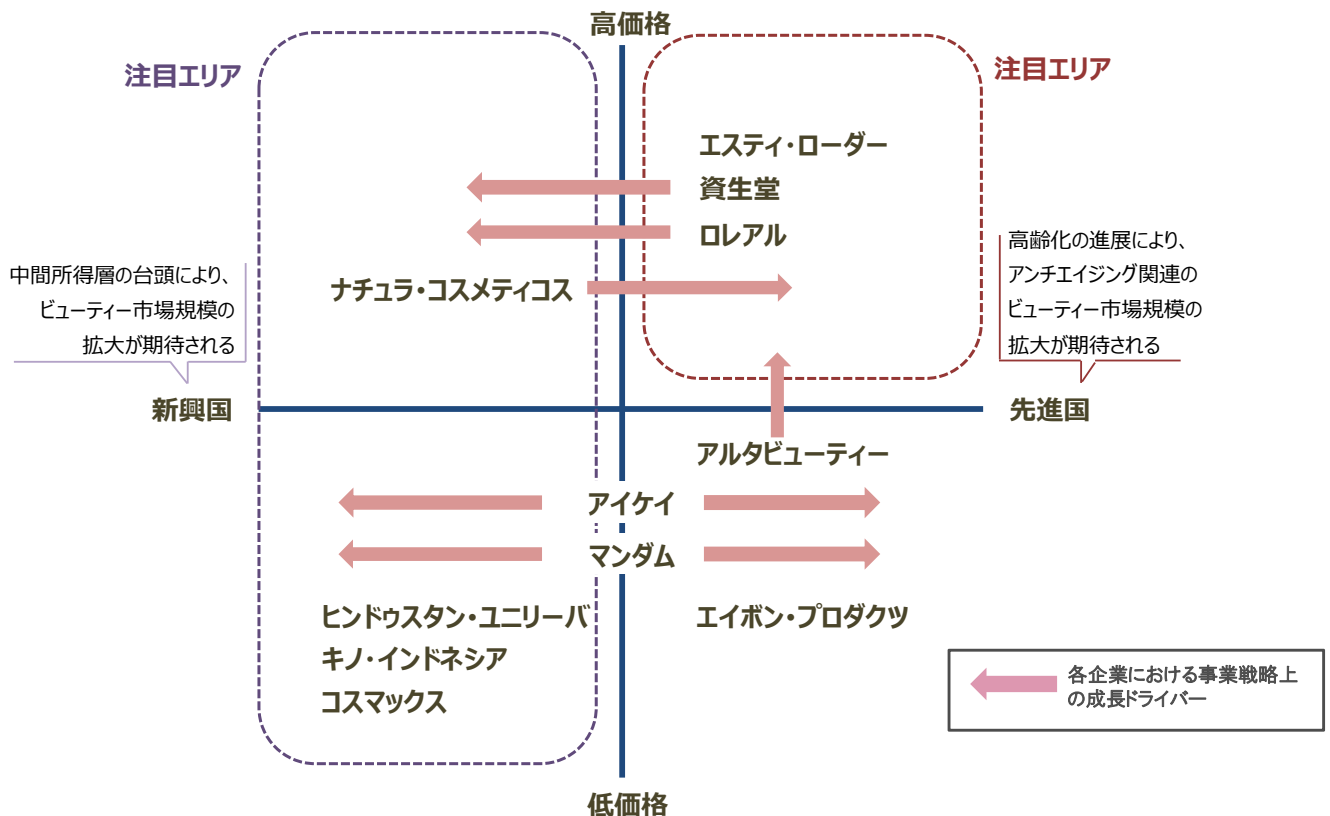 高価格
注目エリア
注目エリア
エスティ・ローダー
資生堂
ロレアル
ナチュラ・コスメティコス
中間所得層の台頭により、
ビューティー市場規模の
拡大が期待される
高齢化の進展により、
アンチエイジング関連の
ビューティー市場規模の
拡大が期待される
新興国
先進国
アルタビューティー
アイケイ
マンダム
ヒンドゥスタン・ユニリーバ
キノ・インドネシア
コスマックス
エイボン・プロダクツ
各企業における事業戦略上
の成長ドライバー
低価格